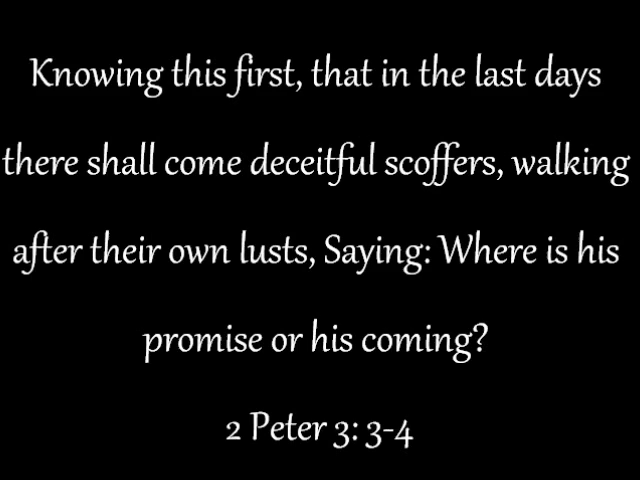 Knowing this first, that in the last days
there shall come deceitful scoffers, walking
after their own lusts, Saying: Where is his
promise or his coming?
2 Peter 3: 3-4